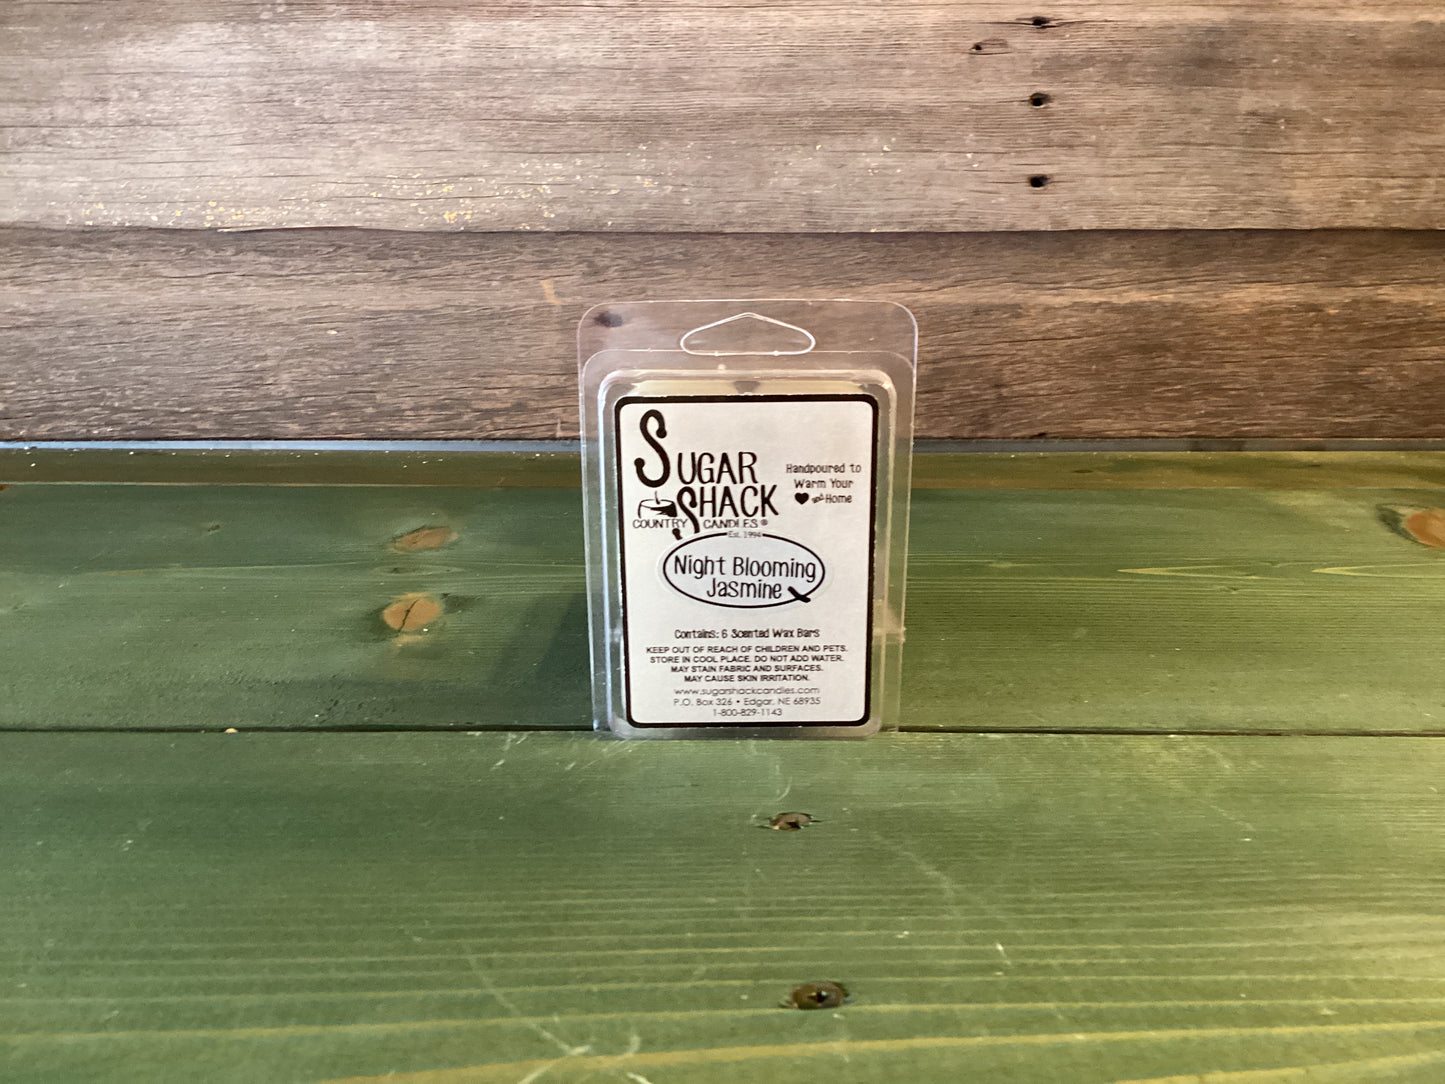 SUGAR
SHACK
COUNTRY CANDLES®
Est. 1994
Handpoured to
Warm Your
and Home
Night Blooming
Jasmine
Contains: 6 Scented Wax Bars
KEEP OUT OF REACH OF CHILDREN AND PETS.
STORE IN COOL PLACE. DO NOT ADD WATER.
MAY STAIN FABRIC AND SURFACES.
MAY CAUSE SKIN IRRITATION.
www.sugarshackcandles.com
P.O. Box 326 • Edgar, NE 68935
1-800-829-1143